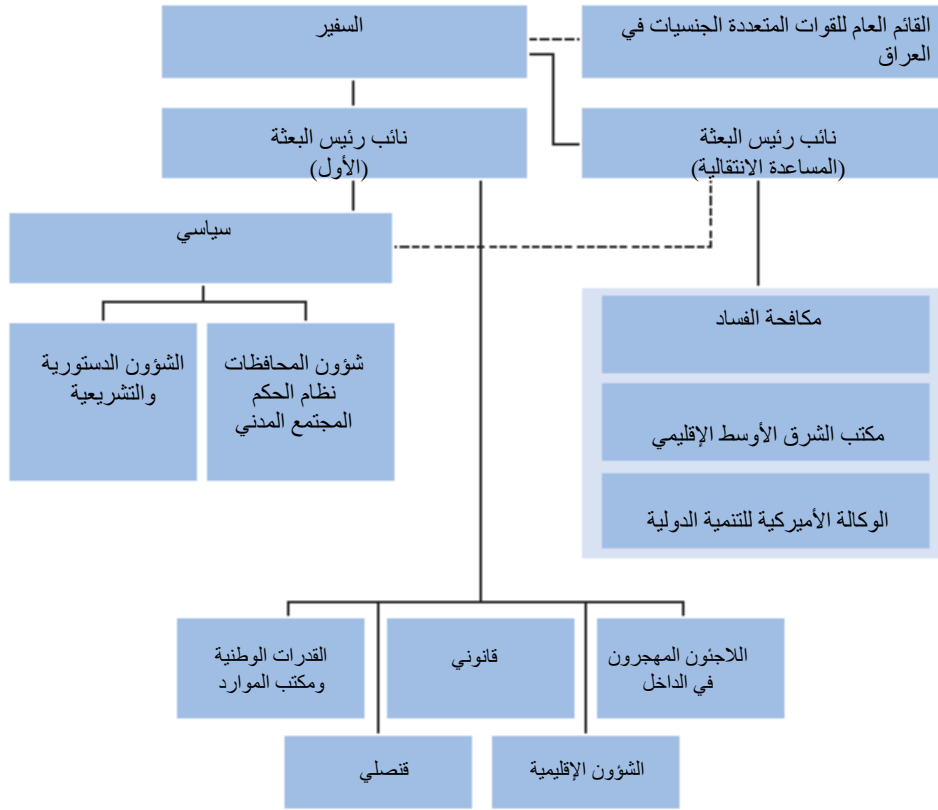 السفير
القائم العام للقوات المتعددة الجنسيات في
العراق
نائب رئيس البعثة
(الأول)
نائب رئيس البعثة
(المساعدة الانتقالية)
سياسي
الشؤون الدستورية
والتشريعية
شؤون المحافظات
نظام الحكم
المجتمع المدني
مكافحة الفساد
مكتب الشرق الأوسط الإقليمي
الوكالة الأميركية للتنمية الدولية
القدرات الوطنية
ومكتب الموارد
قانوني
اللاجئون المهجرون
في الداخل
قنصلي
الشؤون الإقليمية